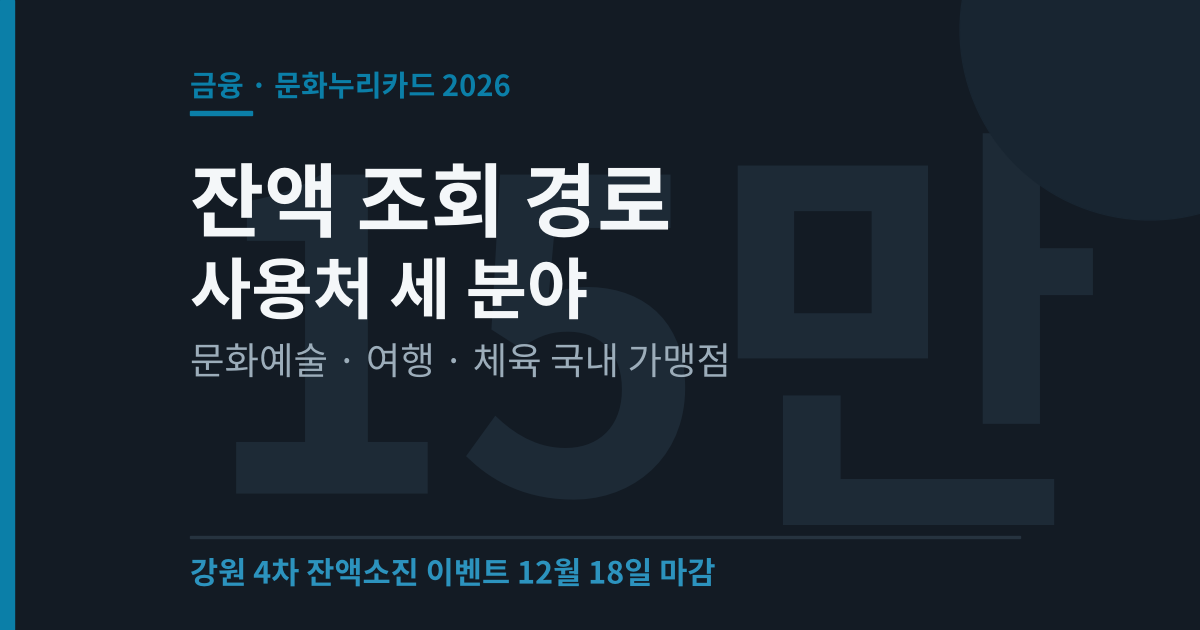 금융 · 문화누리카드 2026
잔액 조회 경로
사용처 세 분야
문화예술 · 여행 · 체육 국내 가맹점
15만
강원 4차 잔액소진 이벤트 12월 18일 마감